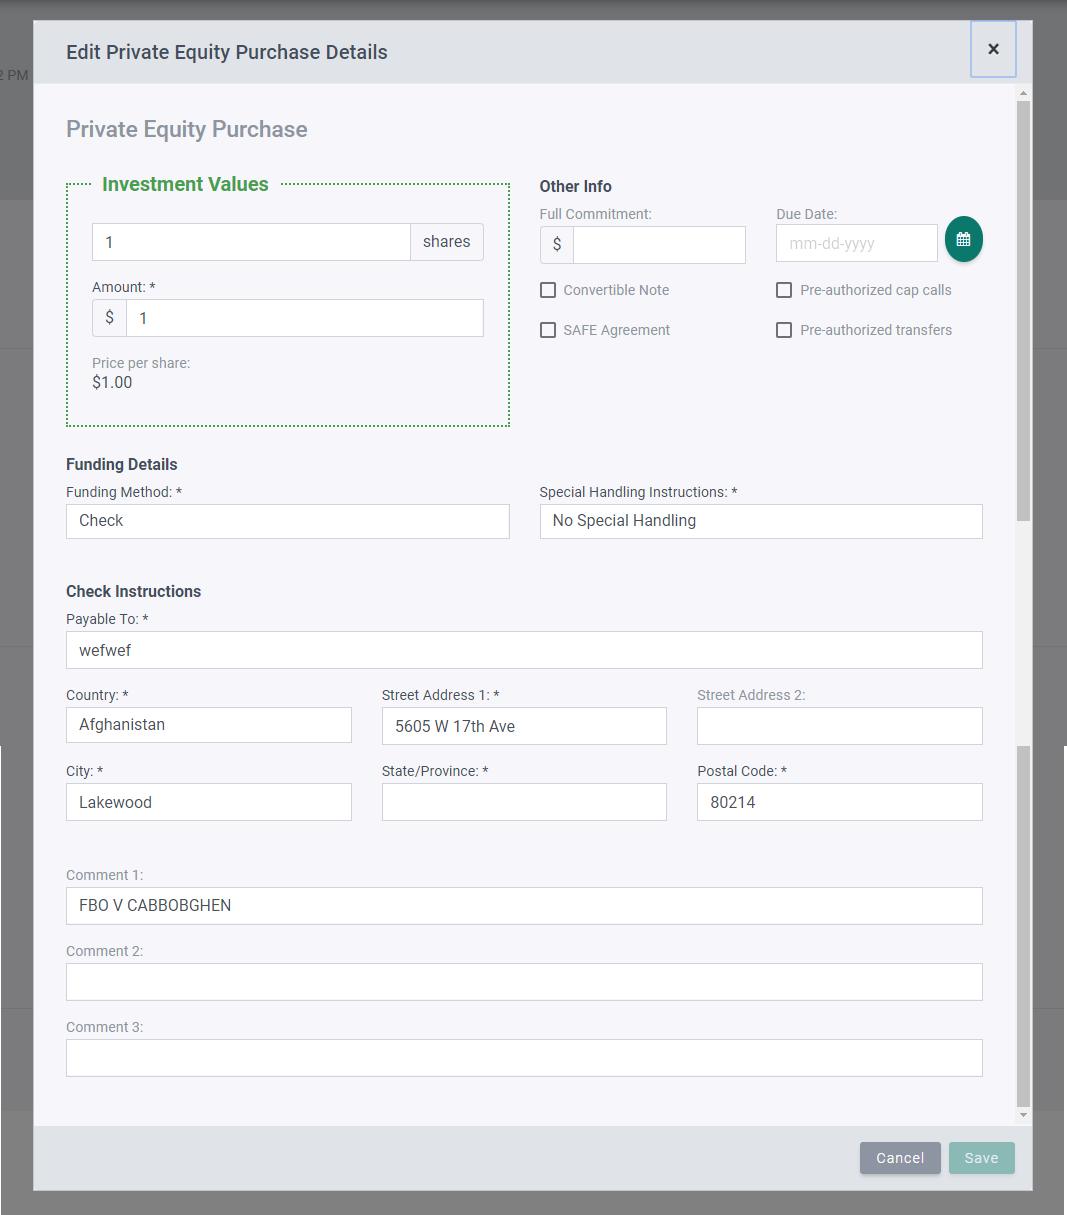 Edit Private Equity Purchase Details
×
2 PM
Private Equity Purchase
Investment Values
1 shares
Amount: *
$ 1
Price per share:
$1.00
Other Info
Full Commitment:
$
Due Date:
mm-dd-yyyy
Convertible Note
Pre-authorized cap calls
SAFE Agreement
Pre-authorized transfers
Funding Details
Funding Method: *
Check
Special Handling Instructions: *
No Special Handling
Check Instructions
Payable To: *
wefwef
Country: *
Afghanistan
Street Address 1: *
5605 W 17th Ave
Street Address 2:
City: *
Lakewood
State/Province: *
Postal Code: *
80214
Comment 1:
FBO V CABBOBGHEN
Comment 2:
Comment 3:
Cancel
Save